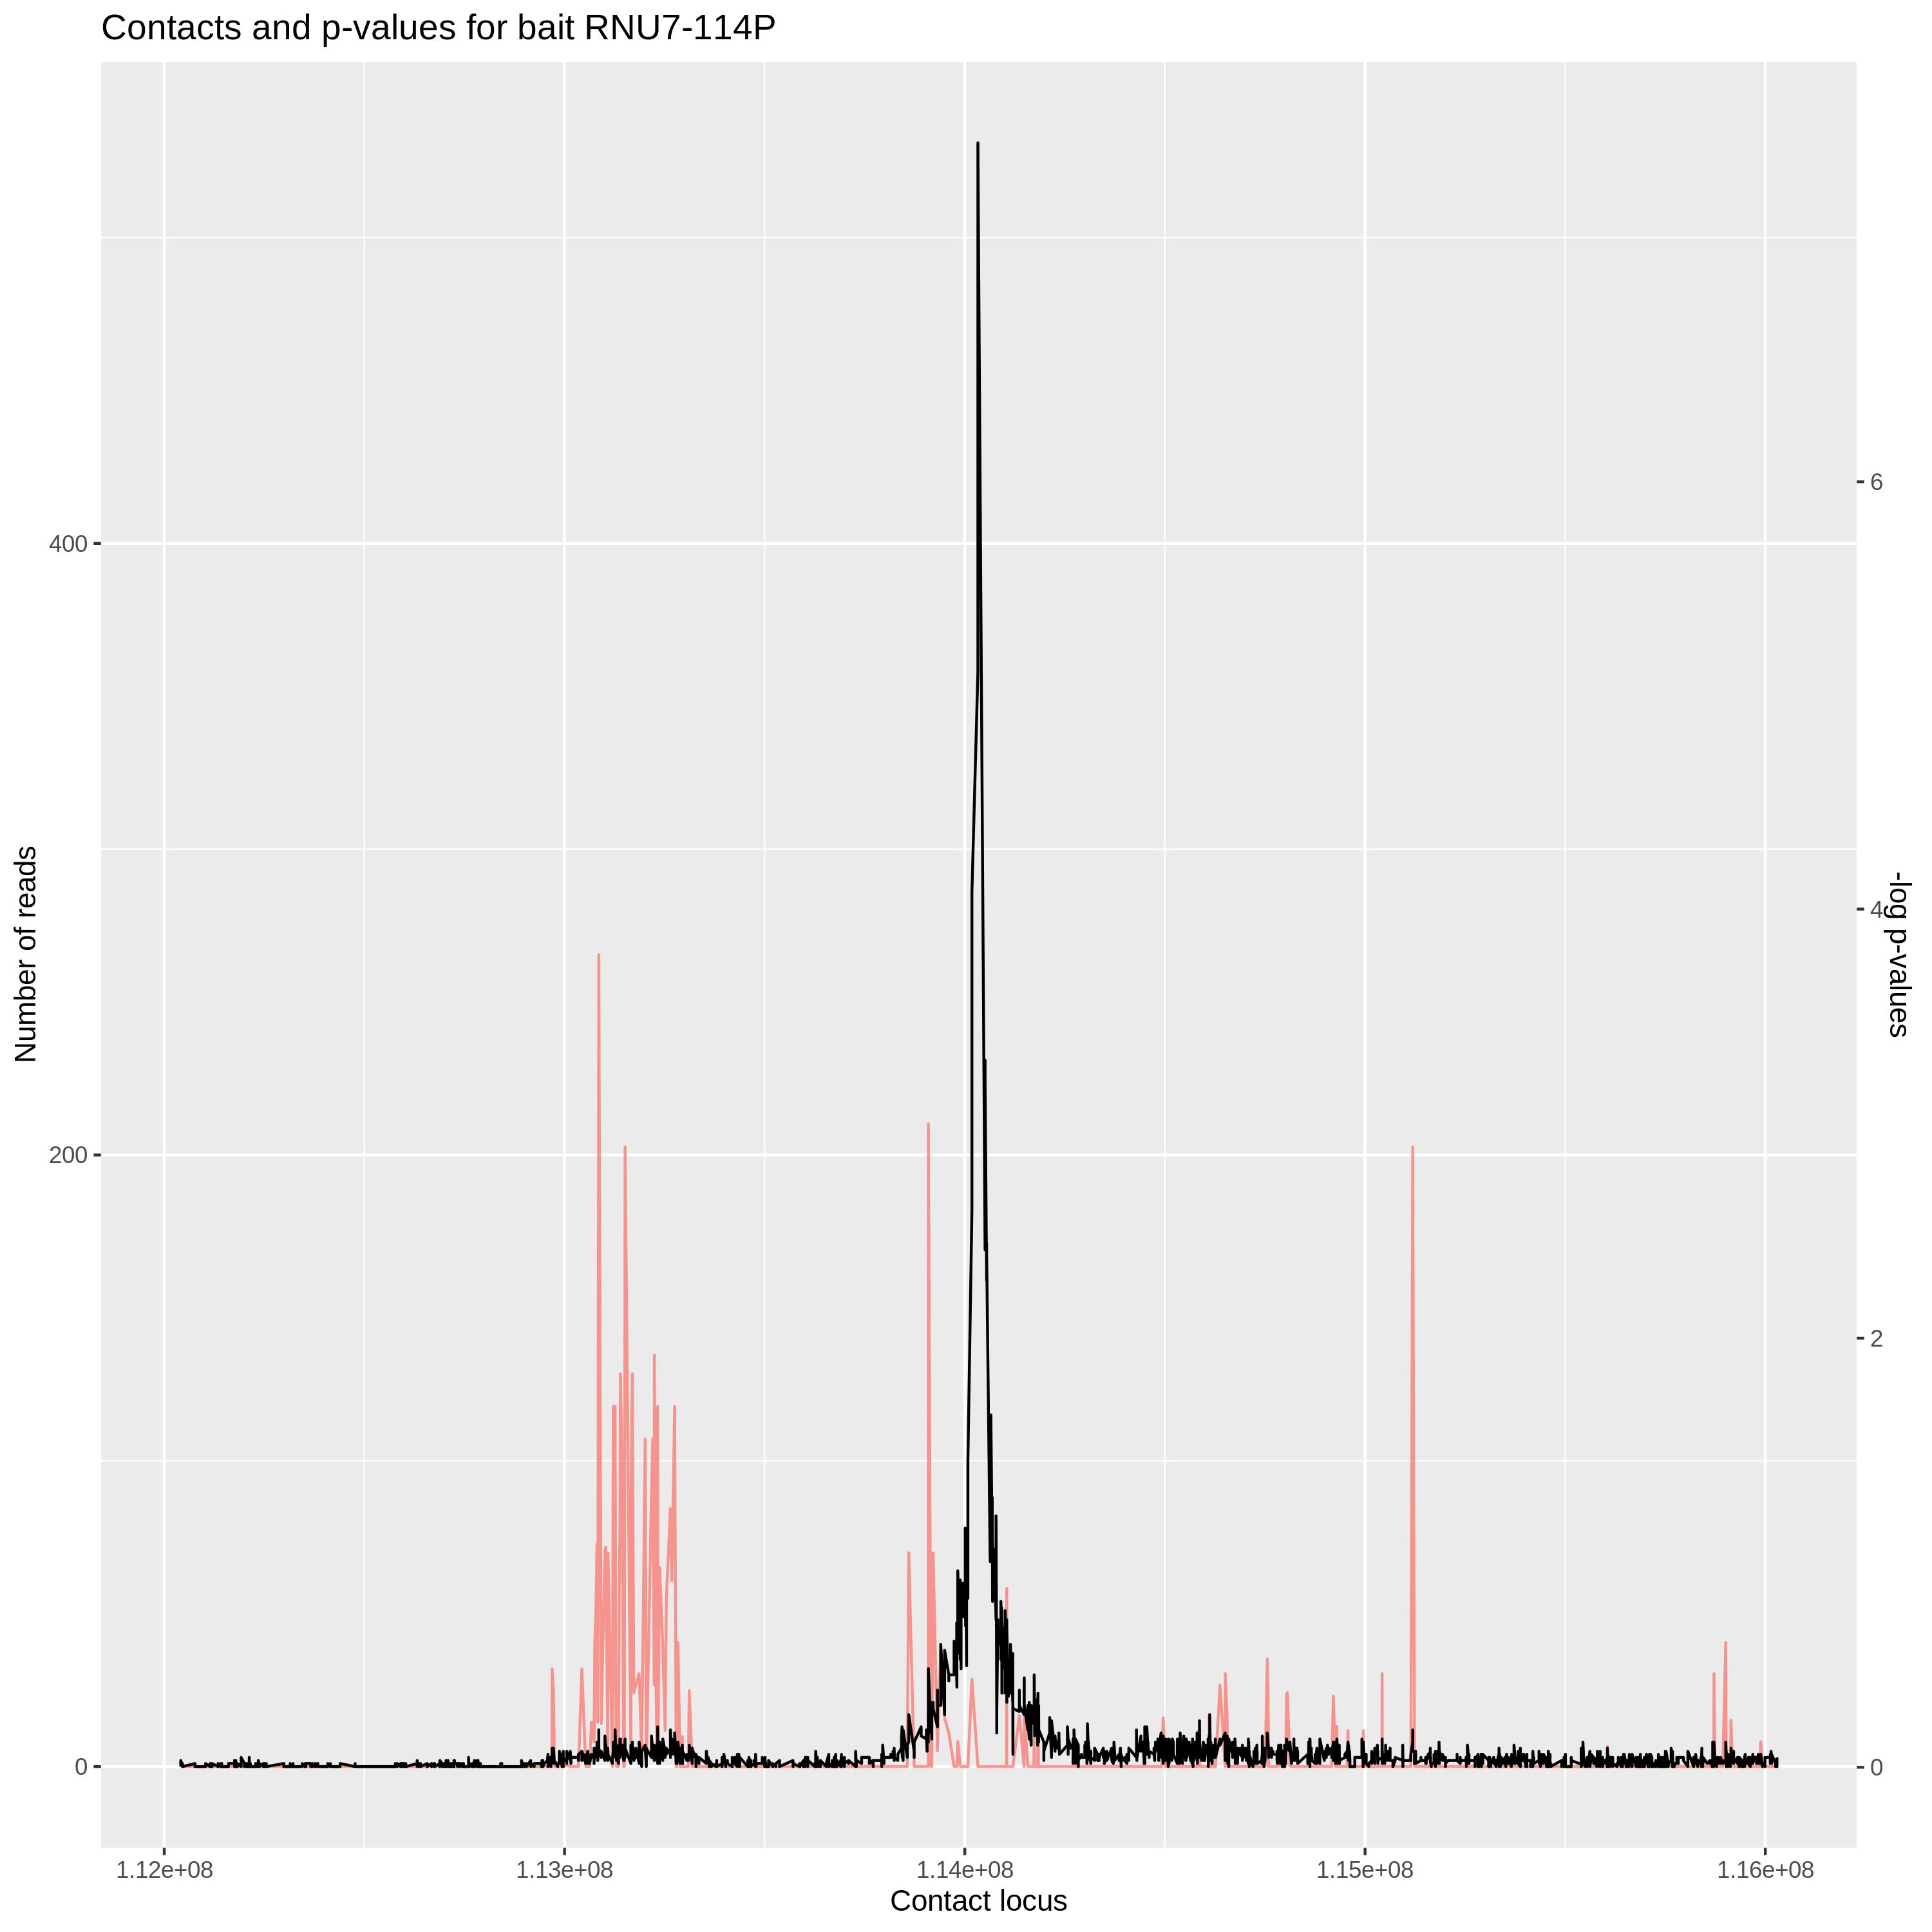 Contacts and p-values for bait RNU7-114P
Number of reads
400
200
0
6
4
2
0
-log p-values
1.12e+08
1.13e+08
1.14e+08
1.15e+08
1.16e+08
Contact locus